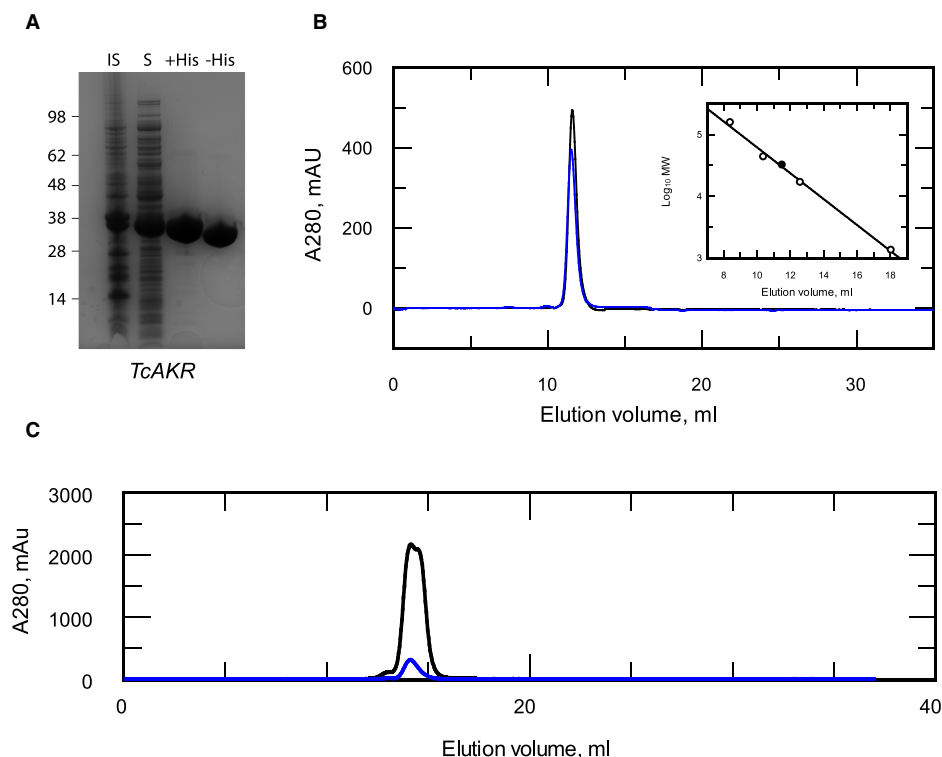 A
IS S +His -His
98
62
48
38
28
14
TcAKR
B
600
400
200
0
A280, mAU
0 10 20 30
Elution volume, ml
5
4
3
Log10 MW
8 10 12 14 16 18
Elution volume, ml
C
3000
2000
1000
0
A280, mAu
0 20 40
Elution volume, ml